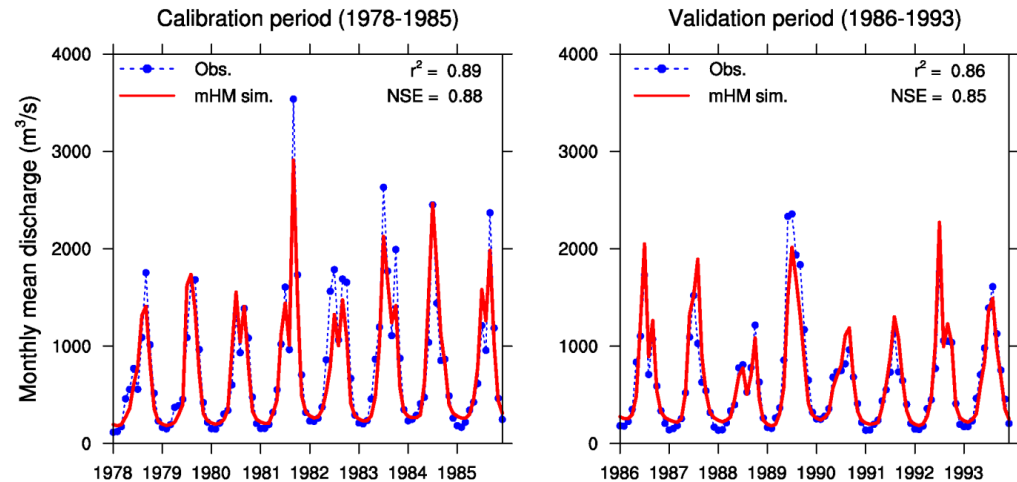 Calibration period (1978-1985)
Monthly mean discharge (m³/s)
4000
3000
2000
1000
0
Obs.
mHM sim.
r² = 0.89
NSE = 0.88
1978 1979 1980 1981 1982 1983 1984 1985
Validation period (1986-1993)
4000
3000
2000
1000
0
Obs.
mHM sim.
r² = 0.86
NSE = 0.85
1986 1987 1988 1989 1990 1991 1992 1993